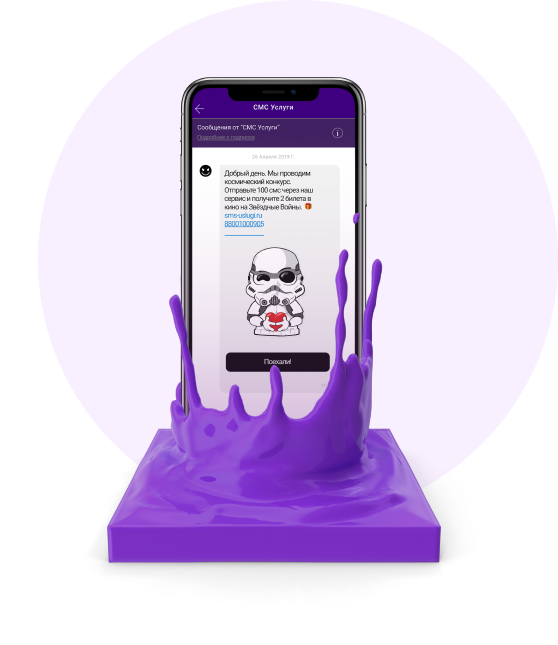 СМС Услуги
Сообщения от "СМС Услуги"
Подробнее о подписке
26 Апреля 2019 г.
Добрый день. Мы проводим
космический конкурс.
Отправьте 100 смс через наш
сервис и получите 2 билета в
кино на Звёздные Войны.
sms-uslugi.ru
88001000905
Поехали!